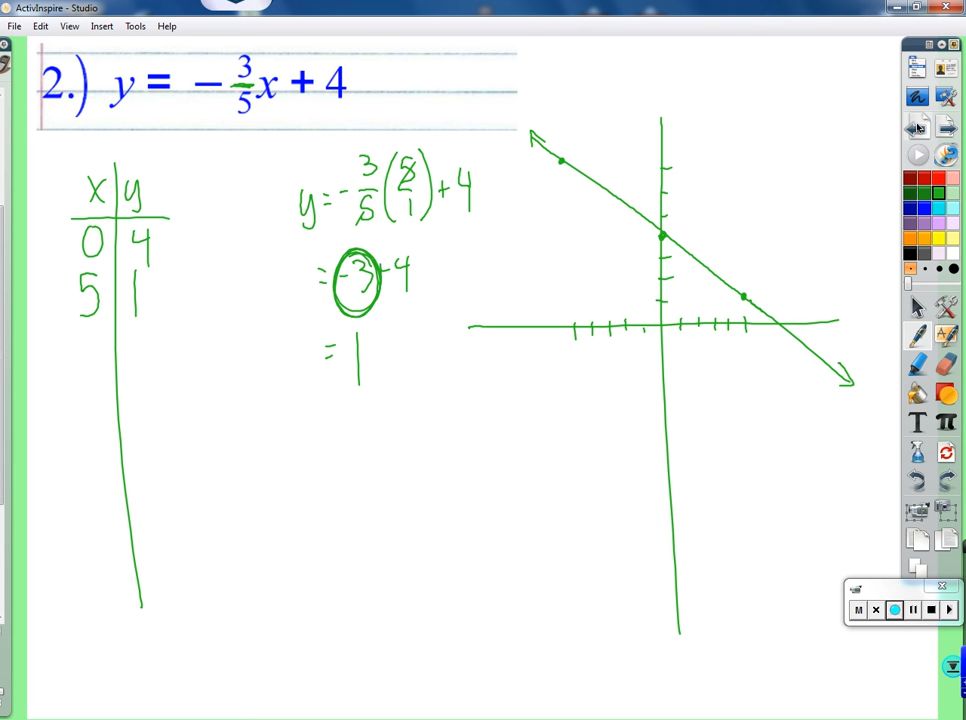 ActivInspire - Studio
File Edit View Insert Tools Help
2.) y = - 3/5 x + 4
x y
0 4
5 1
y = - 3/5 (5/1) + 4
= -3 + 4
= 1
T π
M